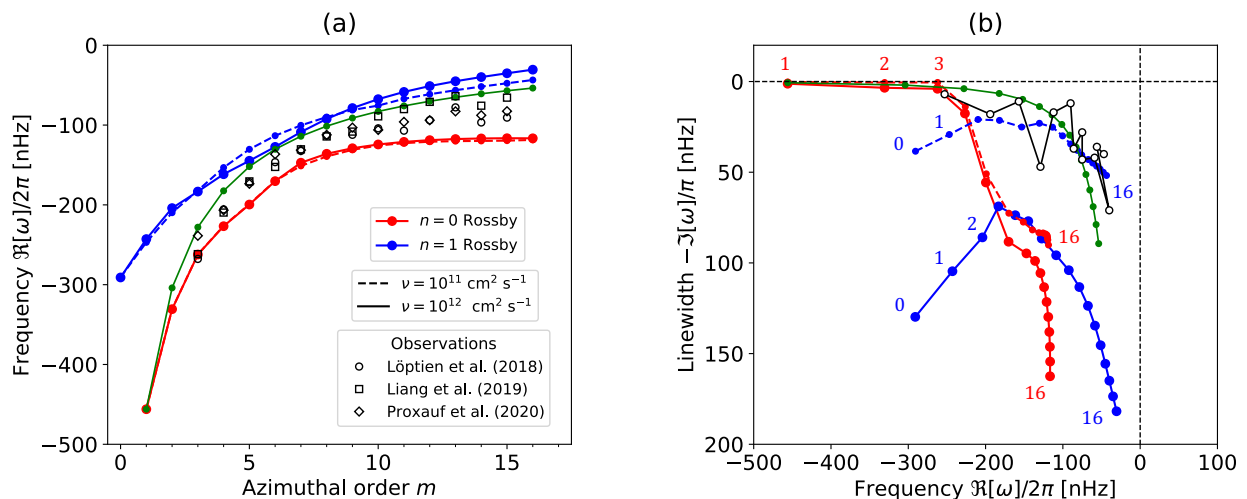 (a)
Frequency ℜ[ω]/2π [nHz]
0
−100
−200
−300
−400
−500
0
5
10
15
Azimuthal order m
n = 0 Rossby
n = 1 Rossby
ν = 10¹¹ cm² s⁻¹
ν = 10¹² cm² s⁻¹
Observations
Löptien et al. (2018)
Liang et al. (2019)
Proxauf et al. (2020)
(b)
Linewidth −ℑ[ω]/π [nHz]
0
50
100
150
200
−500
−400
−300
−200
−100
0
100
Frequency ℜ[ω]/2π [nHz]
1
2
3
0
1
16
2
1
0
16
16
16